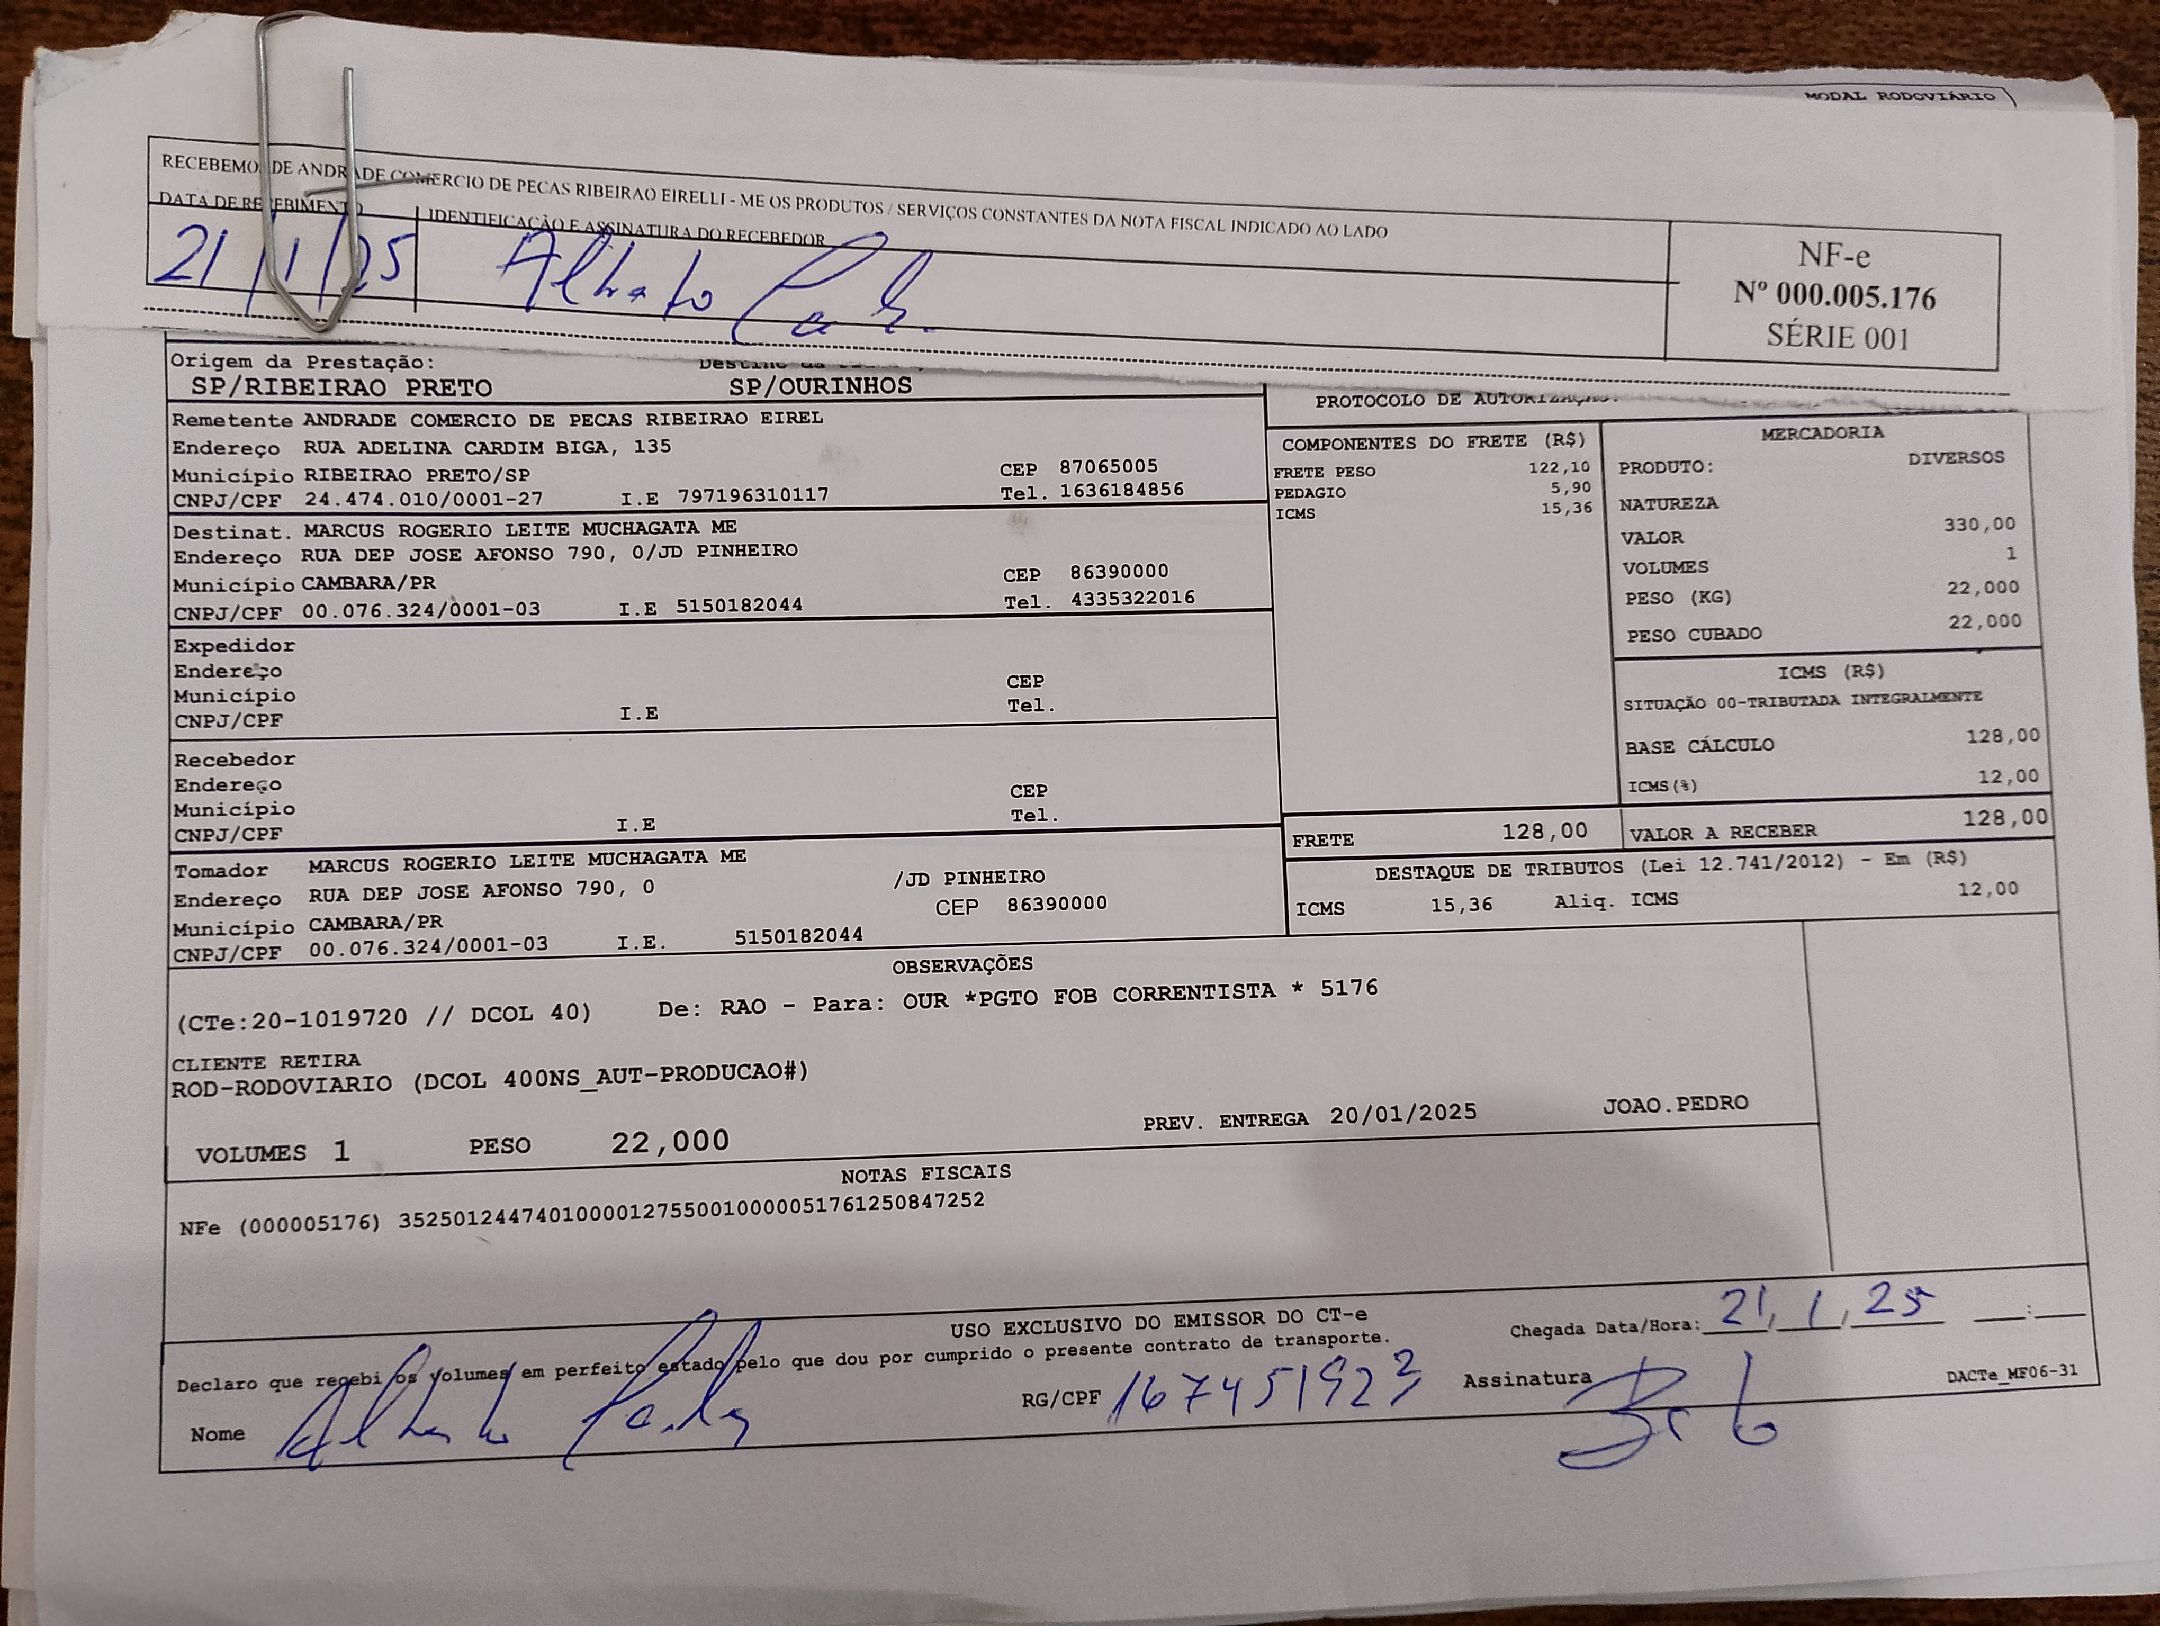 MODAL RODOVIÁRIO
RECEBEMO DE ANDRADE COMERCIO DE PECAS RIBEIRAO EIRELLI - ME OS PRODUTOS / SERVIÇOS CONSTANTES DA NOTA FISCAL INDICADO AO LADO
DATA DE RECEBIMENTO IDENTIFICAÇÃO E ASSINATURA DO RECEBEDOR
21/1/25
NF-e
Nº 000.005.176
SÉRIE 001
Origem da Prestação:
SP/RIBEIRAO PRETO SP/OURINHOS
Remetente ANDRADE COMERCIO DE PECAS RIBEIRAO EIREL
Endereço RUA ADELINA CARDIM BIGA, 135
Município RIBEIRAO PRETO/SP CEP 87065005
CNPJ/CPF 24.474.010/0001-27 I.E 797196310117 Tel. 1636184856
Destinat. MARCUS ROGERIO LEITE MUCHAGATA ME
Endereço RUA DEP JOSE AFONSO 790, 0/JD PINHEIRO
Município CAMBARA/PR CEP 86390000
CNPJ/CPF 00.076.324/0001-03 I.E 5150182044 Tel. 4335322016
Expedidor
Endereço
Município CEP
CNPJ/CPF I.E Tel.
Recebedor
Endereço
Município CEP
CNPJ/CPF I.E Tel.
Tomador MARCUS ROGERIO LEITE MUCHAGATA ME
Endereço RUA DEP JOSE AFONSO 790, 0 /JD PINHEIRO
Município CAMBARA/PR CEP 86390000
CNPJ/CPF 00.076.324/0001-03 I.E. 5150182044
PROTOCOLO DE AUTORIZAÇÃO:
COMPONENTES DO FRETE (R$)
FRETE PESO 122,10
PEDAGIO 5,90
ICMS 15,36
MERCADORIA
PRODUTO: DIVERSOS
NATUREZA
VALOR 330,00
VOLUMES 1
PESO (KG) 22,000
PESO CUBADO 22,000
ICMS (R$)
SITUAÇÃO 00-TRIBUTADA INTEGRALMENTE
BASE CÁLCULO 128,00
ICMS(%) 12,00
FRETE 128,00 VALOR A RECEBER 128,00
DESTAQUE DE TRIBUTOS (Lei 12.741/2012) - Em (R$)
ICMS 15,36 Aliq. ICMS 12,00
OBSERVAÇÕES
(CTe:20-1019720 // DCOL 40) De: RAO - Para: OUR *PGTO FOB CORRENTISTA * 5176
CLIENTE RETIRA
ROD-RODOVIARIO (DCOL 400NS_AUT-PRODUCAO#)
VOLUMES 1 PESO 22,000 PREV. ENTREGA 20/01/2025 JOAO.PEDRO
NOTAS FISCAIS
NFe (000005176) 35250124474010000127550010000051761250847252
USO EXCLUSIVO DO EMISSOR DO CT-e
Chegada Data/Hora: 21, 1, 25 :
Declaro que recebi os volumes em perfeito estado pelo que dou por cumprido o presente contrato de transporte.
Nome RG/CPF 167451923 Assinatura DACTe_MF06-31